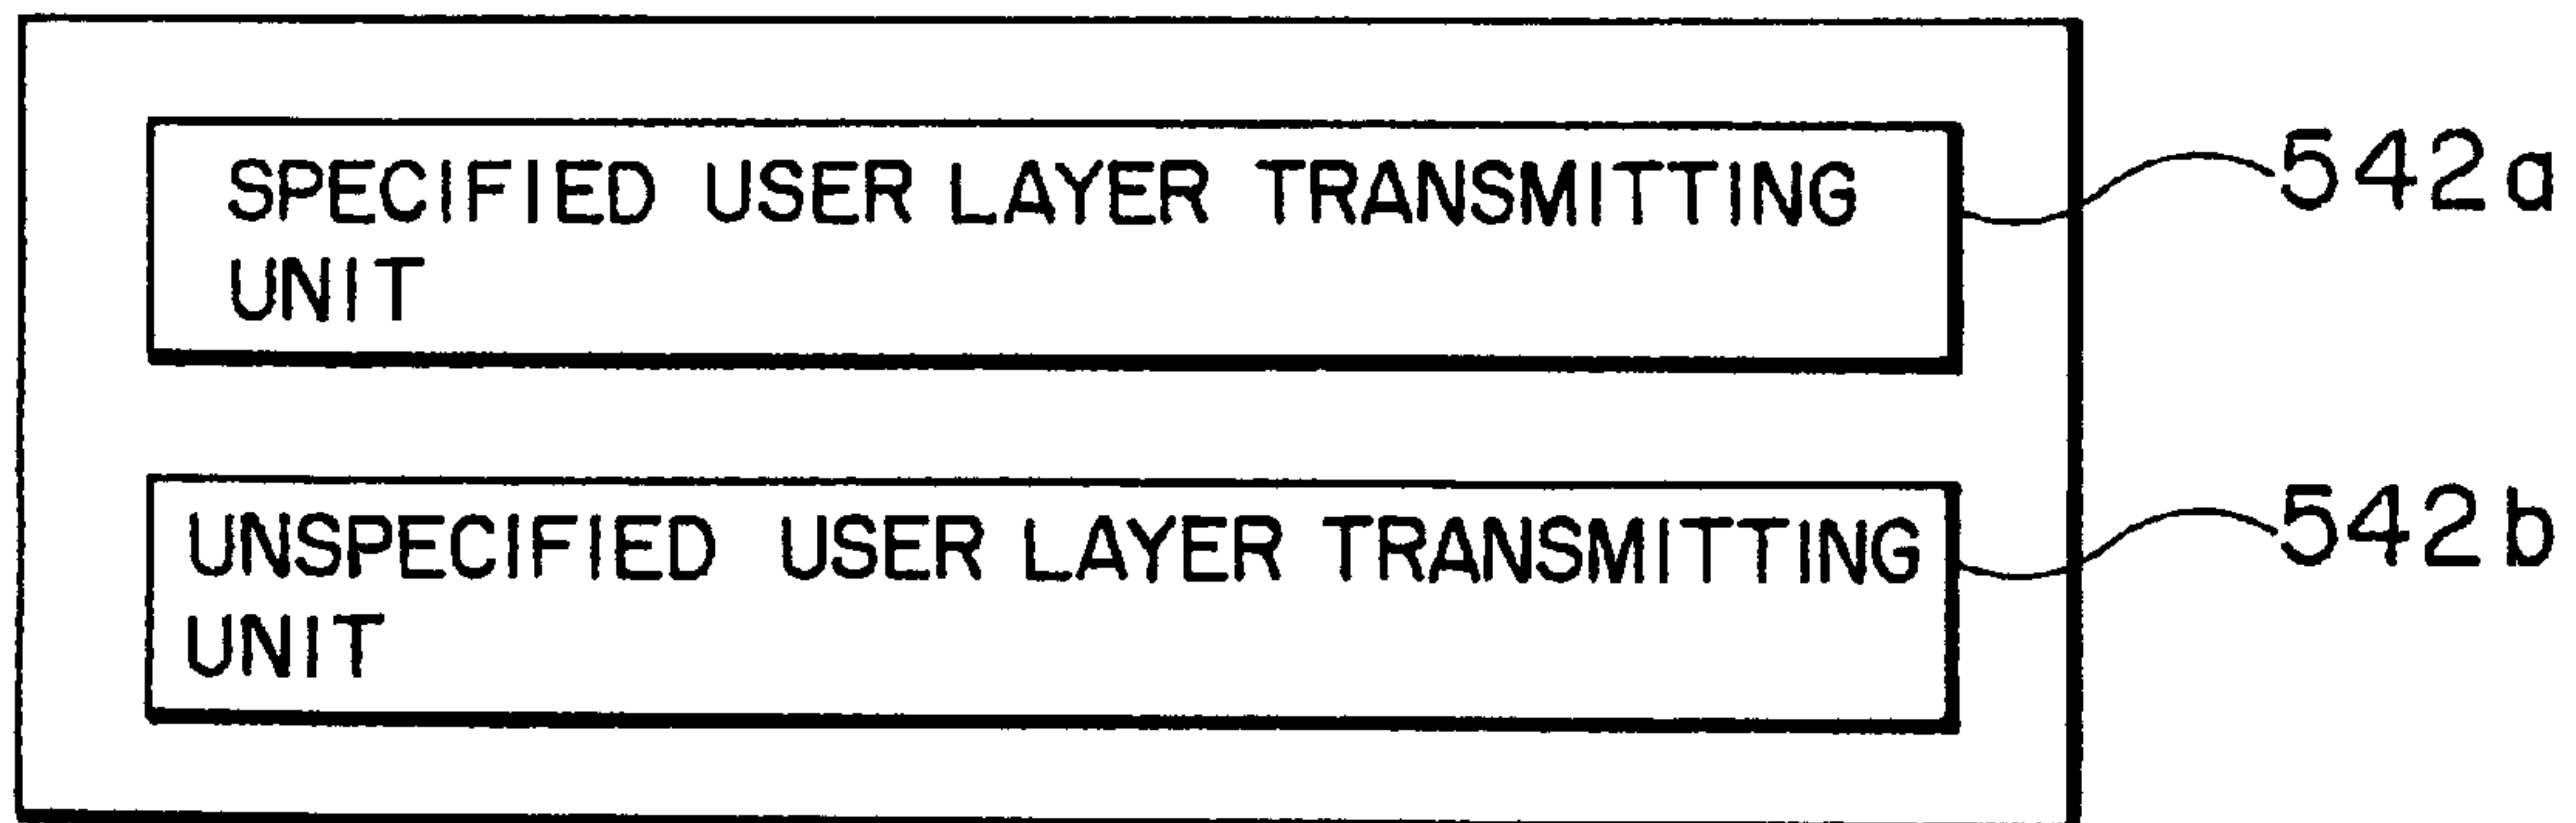 SPECIFIED USER LAYER TRANSMITTING
UNIT
542a
UNSPECIFIED USER LAYER TRANSMITTING
UNIT
542b